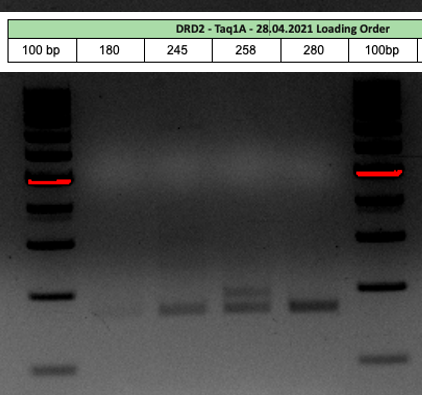 DRD2 - Taq1A - 28.04.2021 Loading Order
100 bp 180 245 258 280 100bp